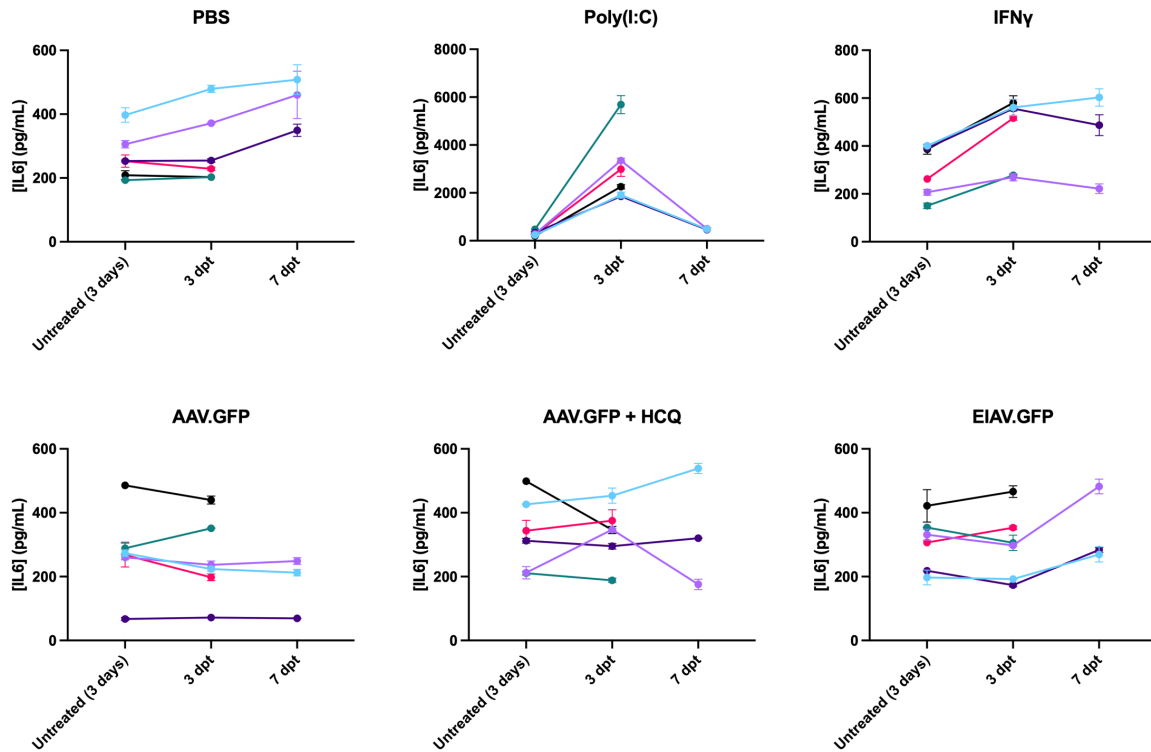 PBS
600
400
200
0
[IL6] (pg/mL)
Untreated (3 days)
3 dpt
7 dpt
Poly(I:C)
8000
6000
4000
2000
0
[IL6] (pg/mL)
Untreated (3 days)
3 dpt
7 dpt
IFNγ
800
600
400
200
0
[IL6] (pg/mL)
Untreated (3 days)
3 dpt
7 dpt
AAV.GFP
600
400
200
0
[IL6] (pg/mL)
Untreated (3 days)
3 dpt
7 dpt
AAV.GFP + HCQ
600
400
200
0
[IL6] (pg/mL)
Untreated (3 days)
3 dpt
7 dpt
EIAV.GFP
600
400
200
0
[IL6] (pg/mL)
Untreated (3 days)
3 dpt
7 dpt